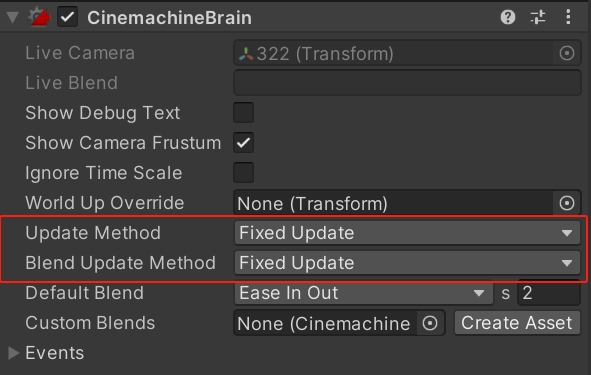 CinemachineBrain
Live Camera 322 (Transform)
Live Blend
Show Debug Text
Show Camera Frustum
Ignore Time Scale
World Up Override None (Transform)
Update Method Fixed Update
Blend Update Method Fixed Update
Default Blend Ease In Out s 2
Custom Blends None (Cinemachine Create Asset
Events